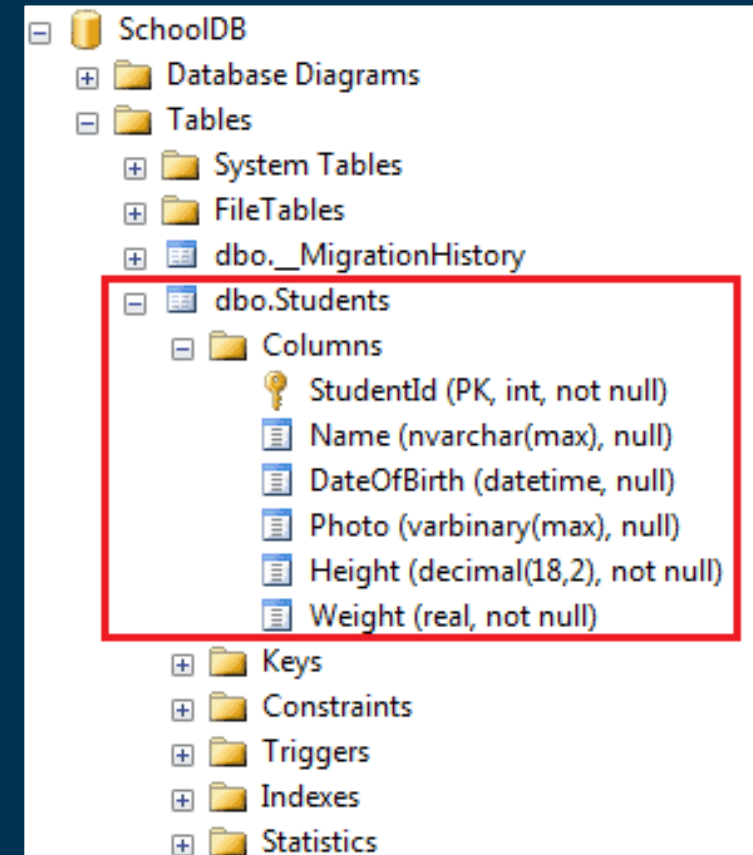 SchoolDB
Database Diagrams
Tables
System Tables
FileTables
dbo.__MigrationHistory
dbo.Students
Columns
StudentId (PK, int, not null)
Name (nvarchar(max), null)
DateOfBirth (datetime, null)
Photo (varbinary(max), null)
Height (decimal(18,2), not null)
Weight (real, not null)
Keys
Constraints
Triggers
Indexes
Statistics